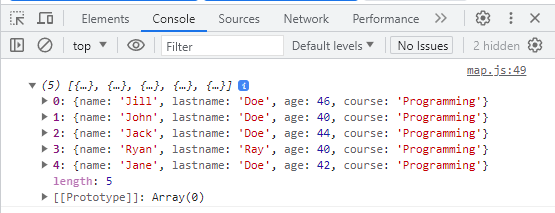 Elements Console Sources Network Performance »
top Filter Default levels No Issues 2 hidden
map.js:49
(5) [{…}, {…}, {…}, {…}, {…}] i
0: {name: 'Jill', lastname: 'Doe', age: 46, course: 'Programming'}
1: {name: 'John', lastname: 'Doe', age: 40, course: 'Programming'}
2: {name: 'Jack', lastname: 'Doe', age: 44, course: 'Programming'}
3: {name: 'Ryan', lastname: 'Ray', age: 40, course: 'Programming'}
4: {name: 'Jane', lastname: 'Doe', age: 42, course: 'Programming'}
length: 5
[[Prototype]]: Array(0)